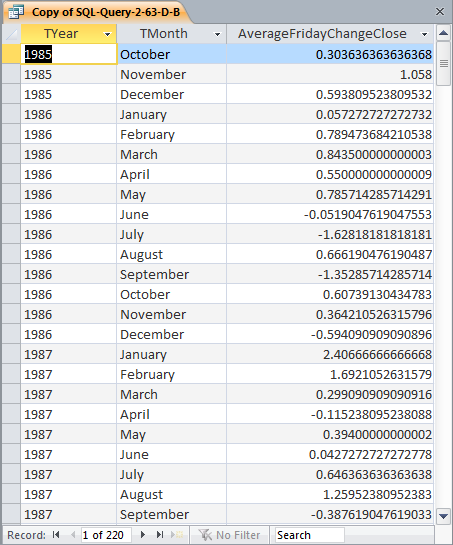 Copy of SQL-Query-2-63-D-B
TYear TMonth AverageFridayChangeClose
1985 October 0.303636363636368
1985 November 1.058
1985 December 0.593809523809532
1986 January 0.057272727272732
1986 February 0.789473684210538
1986 March 0.843500000000003
1986 April 0.550000000000009
1986 May 0.785714285714291
1986 June -0.0519047619047553
1986 July -1.62818181818181
1986 August 0.666190476190487
1986 September -1.35285714285714
1986 October 0.60739130434783
1986 November 0.364210526315796
1986 December -0.594090909090896
1987 January 2.40666666666668
1987 February 1.6921052631579
1987 March 0.299090909090916
1987 April -0.115238095238088
1987 May 0.39400000000002
1987 June 0.0427272727272778
1987 July 0.646363636363638
1987 August 1.25952380952383
1987 September -0.387619047619033
Record: 1 of 220 No Filter Search